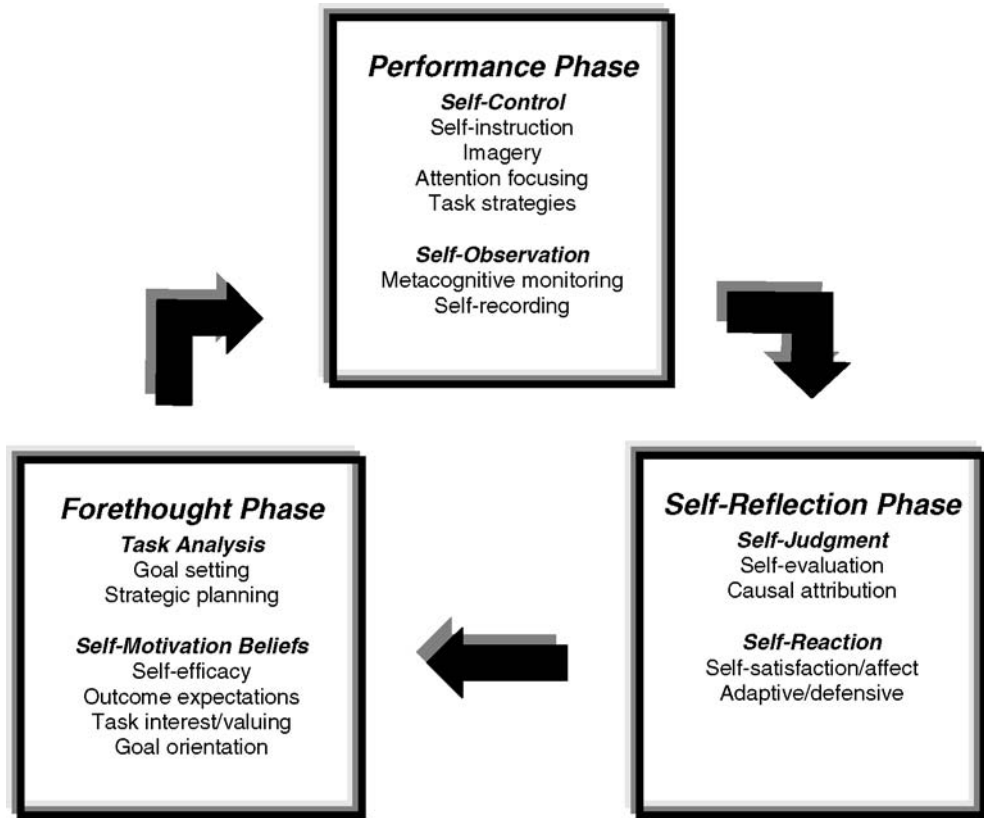 Performance Phase
Self-Control
Self-instruction
Imagery
Attention focusing
Task strategies
Self-Observation
Metacognitive monitoring
Self-recording
Forethought Phase
Task Analysis
Goal setting
Strategic planning
Self-Motivation Beliefs
Self-efficacy
Outcome expectations
Task interest/valuing
Goal orientation
Self-Reflection Phase
Self-Judgment
Self-evaluation
Causal attribution
Self-Reaction
Self-satisfaction/affect
Adaptive/defensive